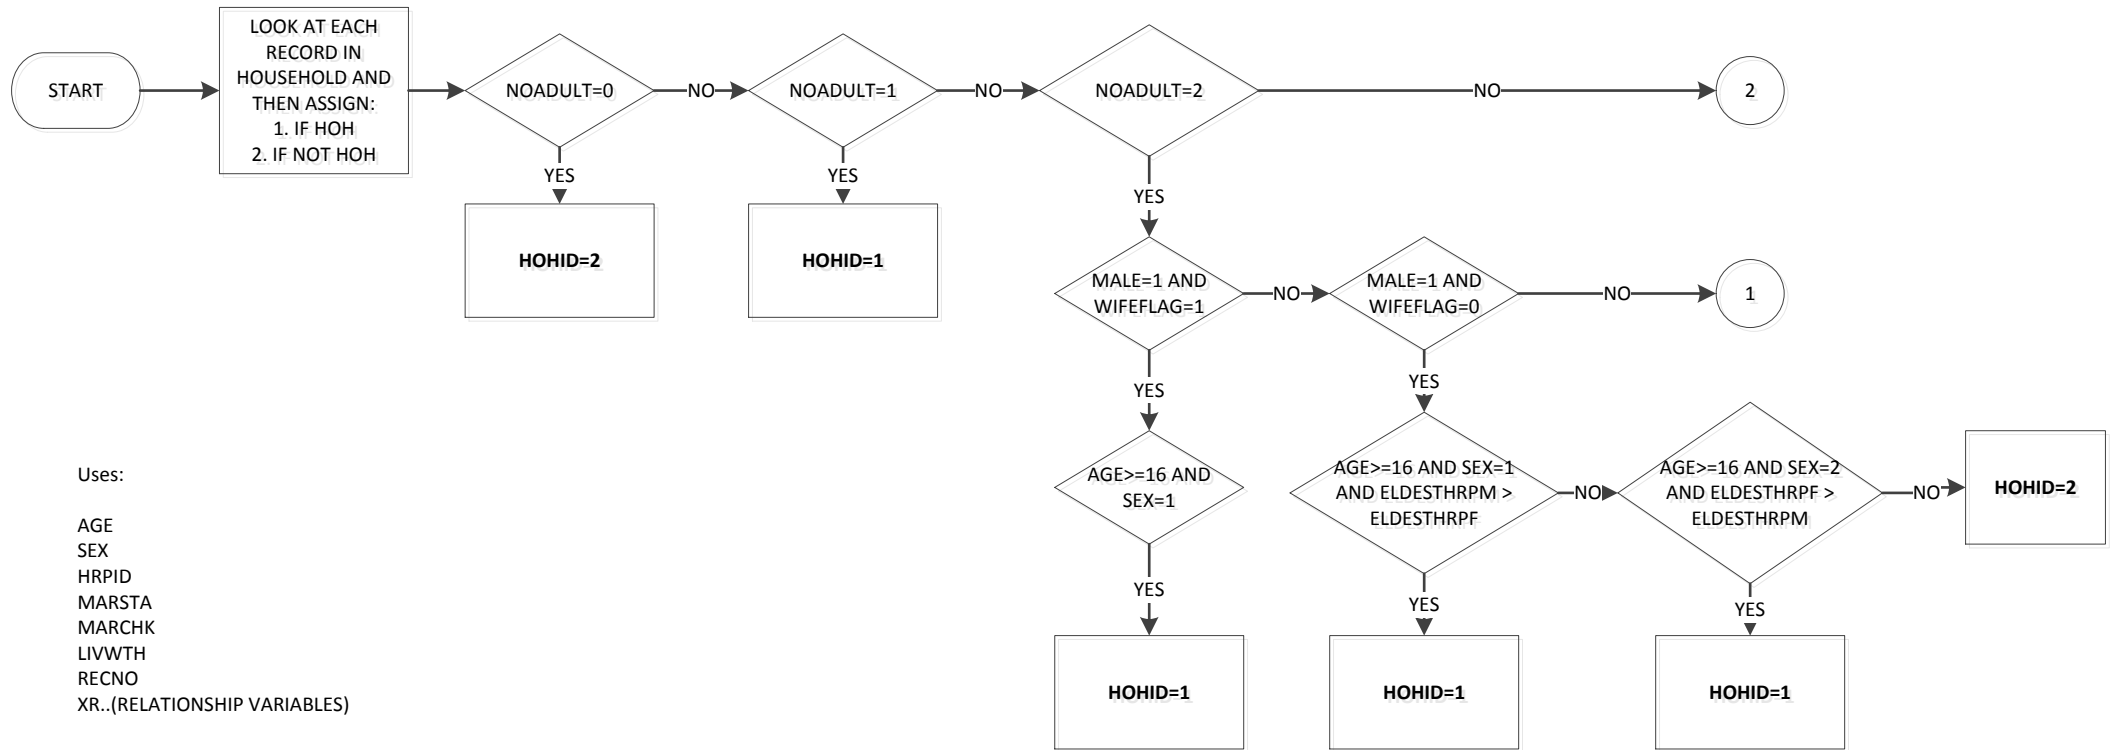 START
LOOK AT EACH
RECORD IN
HOUSEHOLD AND
THEN ASSIGN:
1. IF HOH
2. IF NOT HOH
NOADULT=0
NO
NOADULT=1
NO
NOADULT=2
NO
2
YES
HOHID=2
YES
HOHID=1
YES
MALE=1 AND
WIFEFLAG=1
NO
MALE=1 AND
WIFEFLAG=0
NO
1
YES
AGE>=16 AND
SEX=1
YES
HOHID=1
YES
AGE>=16 AND SEX=1
AND ELDESTHRPM >
ELDESTHRPF
NO
AGE>=16 AND SEX=2
AND ELDESTHRPF >
ELDESTHRPM
NO
HOHID=2
YES
HOHID=1
YES
HOHID=1
Uses:
AGE
SEX
HRPID
MARSTA
MARCHK
LIVWTH
RECNO
XR..(RELATIONSHIP VARIABLES)